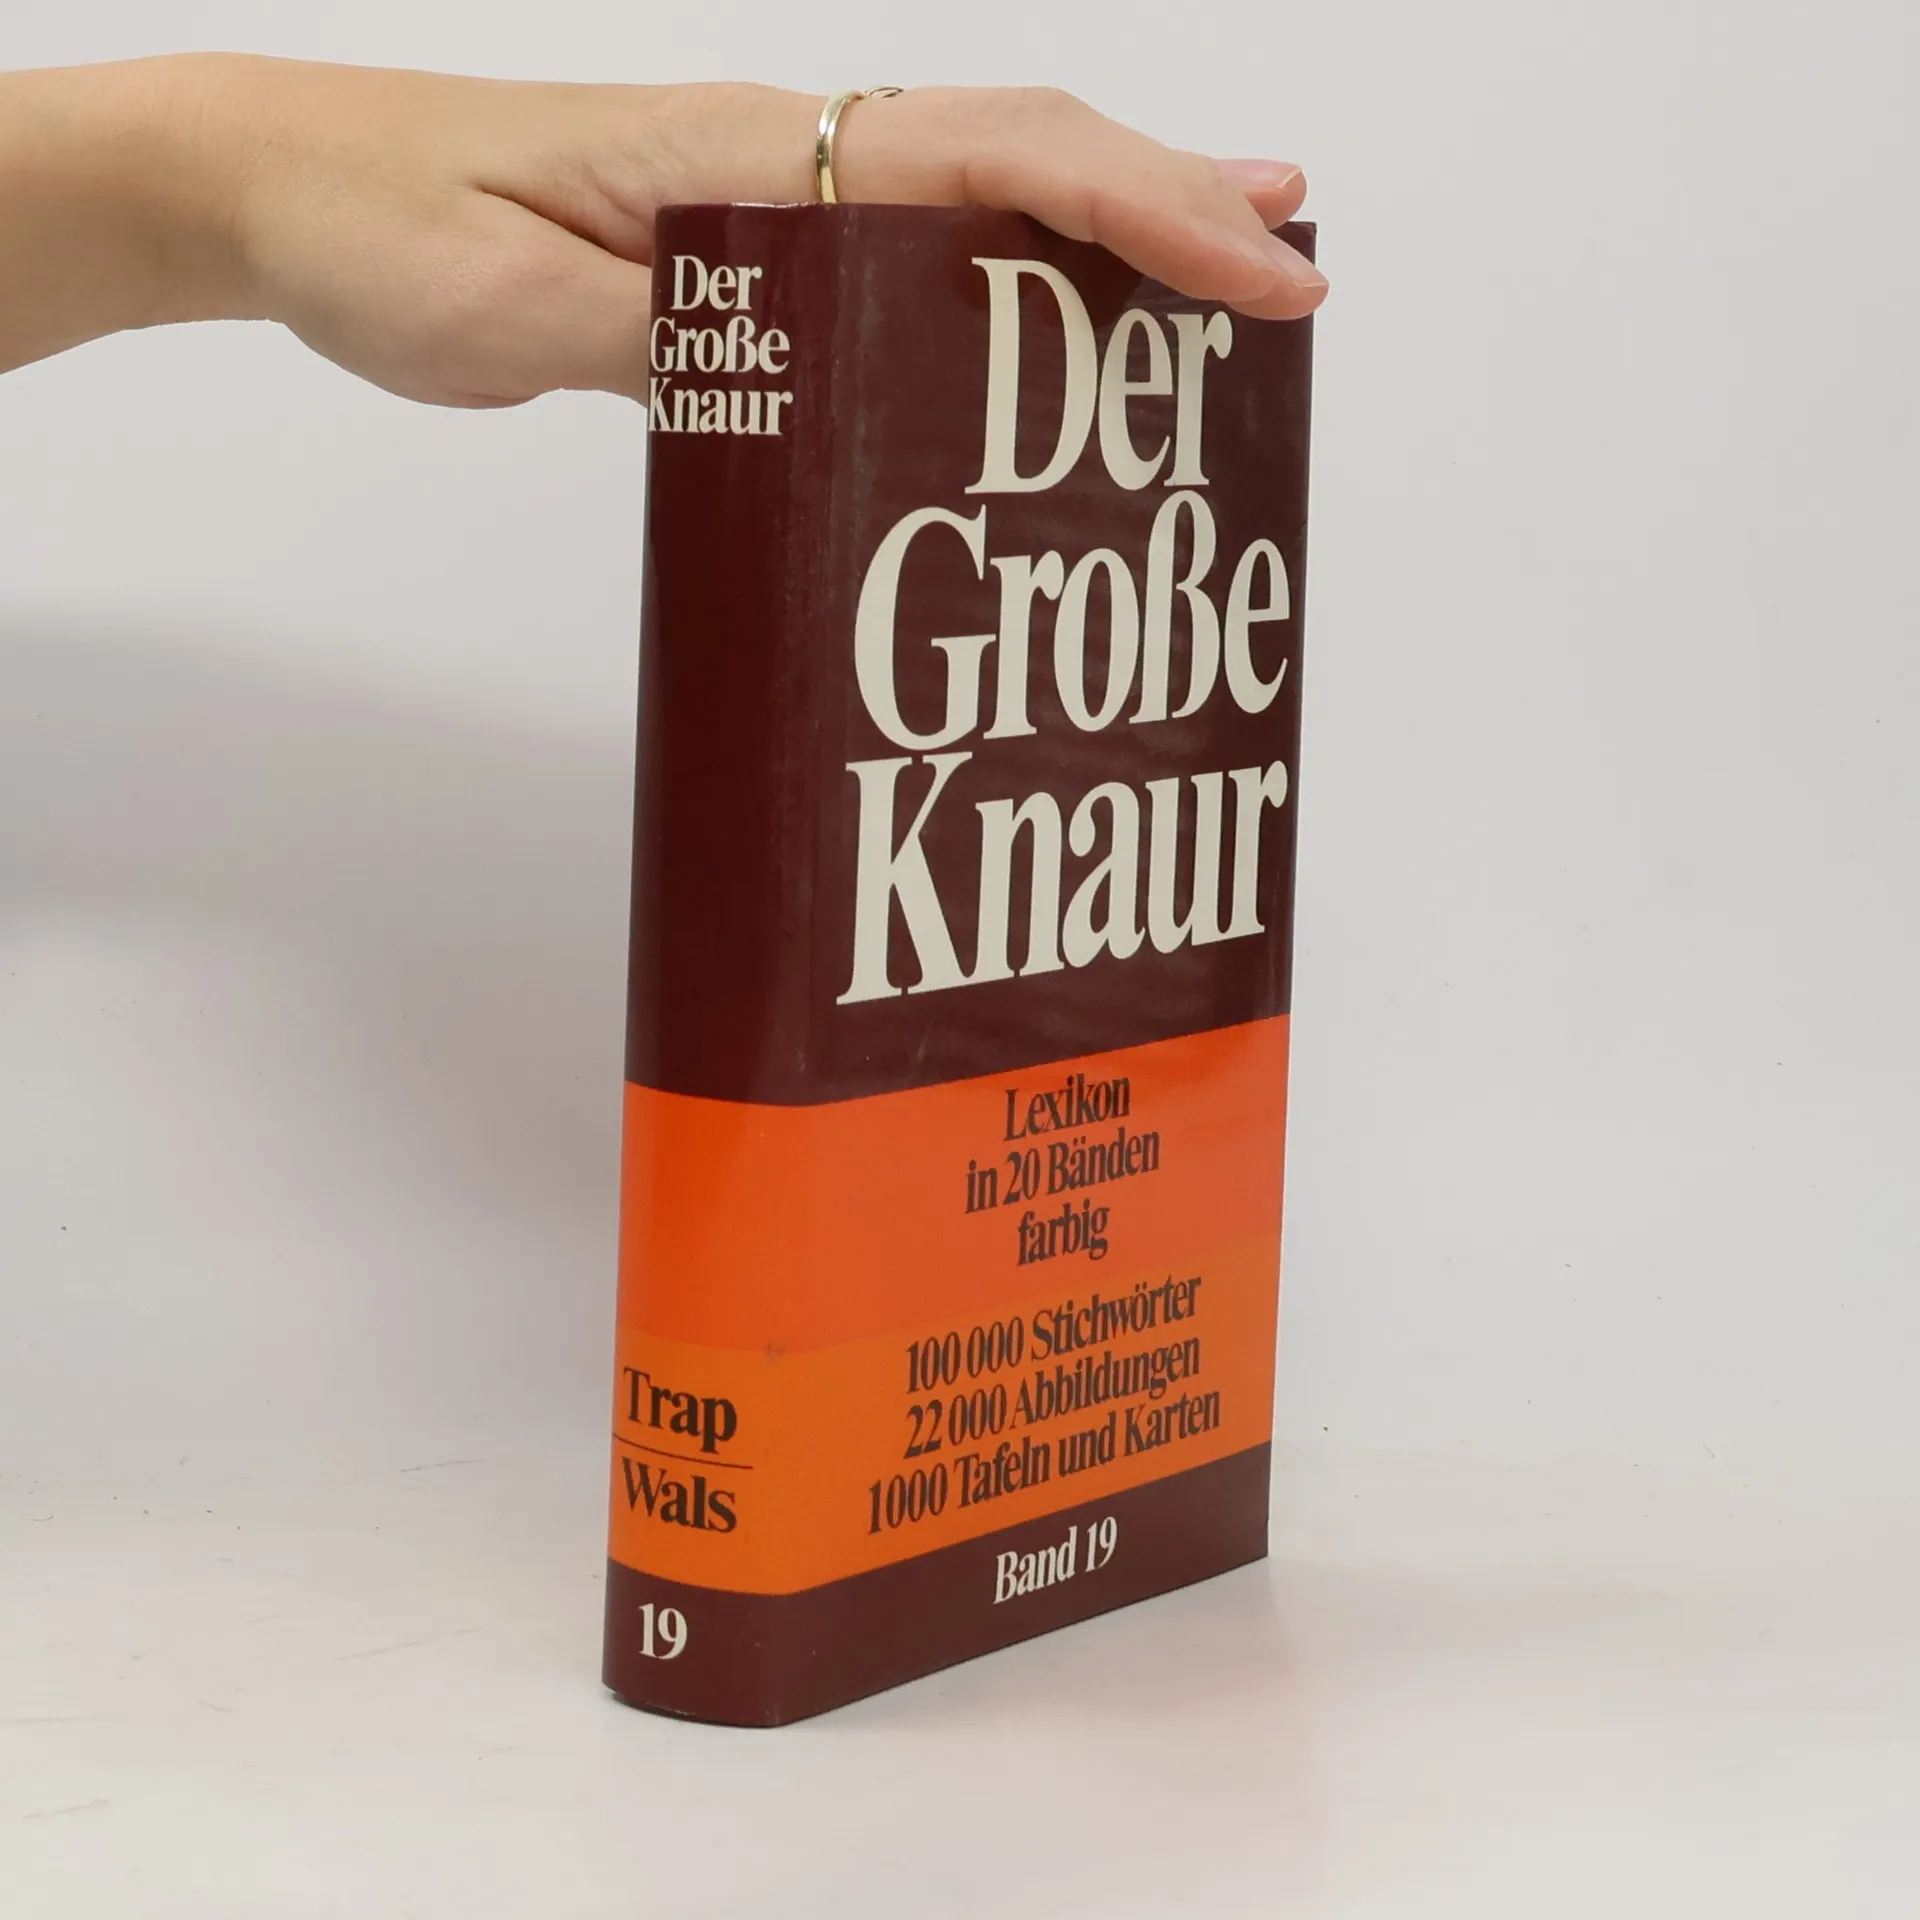 Der
Große
Knaur
Trap
Wals
19
Der
Große
Knaur
Lexikon
in 20 Bänden
farbig
100 000 Stichwörter
22 000 Abbildungen
1000 Tafeln und Karten
Band 19